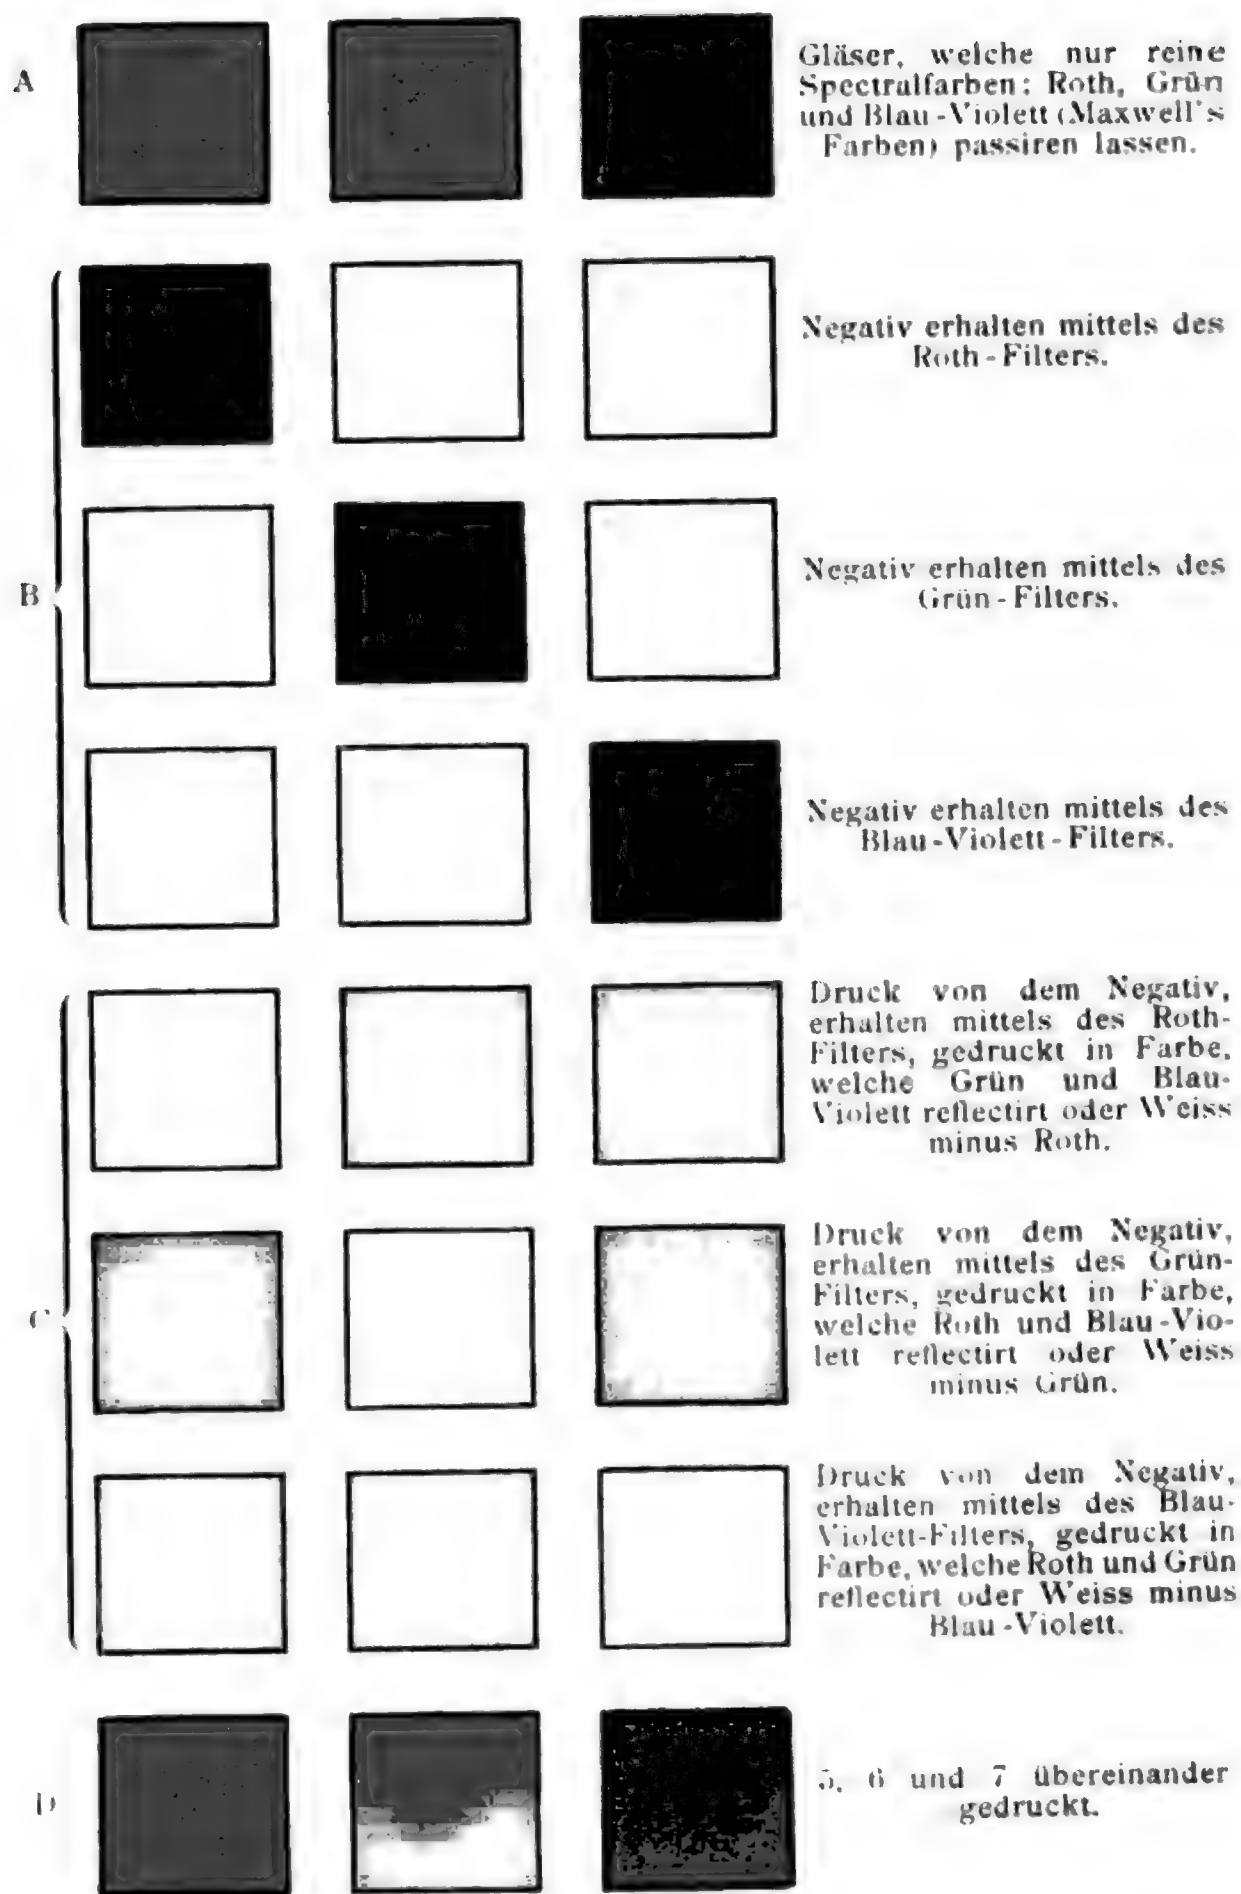 A
Gläser, welche nur reine
Spectralfarben: Roth, Grün
und Blau-Violett (Maxwell's
Farben) passiren lassen.
Negativ erhalten mittels des
Roth-Filters.
B
Negativ erhalten mittels des
Grün-Filters.
Negativ erhalten mittels des
Blau-Violett-Filters.
Druck von dem Negativ,
erhalten mittels des Roth-
Filters, gedruckt in Farbe,
welche Grün und Blau-
Violett reflectirt oder Weiss
minus Roth.
C
Druck von dem Negativ,
erhalten mittels des Grün-
Filters, gedruckt in Farbe,
welche Roth und Blau-Vio-
lett reflectirt oder Weiss
minus Grün.
Druck von dem Negativ,
erhalten mittels des Blau-
Violett-Filters, gedruckt in
Farbe, welche Roth und Grün
reflectirt oder Weiss minus
Blau-Violett.
D
5, 6 und 7 übereinander
gedruckt.